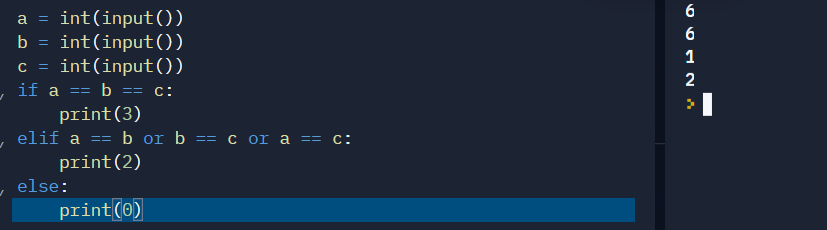 a = int(input())
b = int(input())
c = int(input())
if a == b == c:
    print(3)
elif a == b or b == c or a == c:
    print(2)
else:
    print(0)
6
6
1
2
>